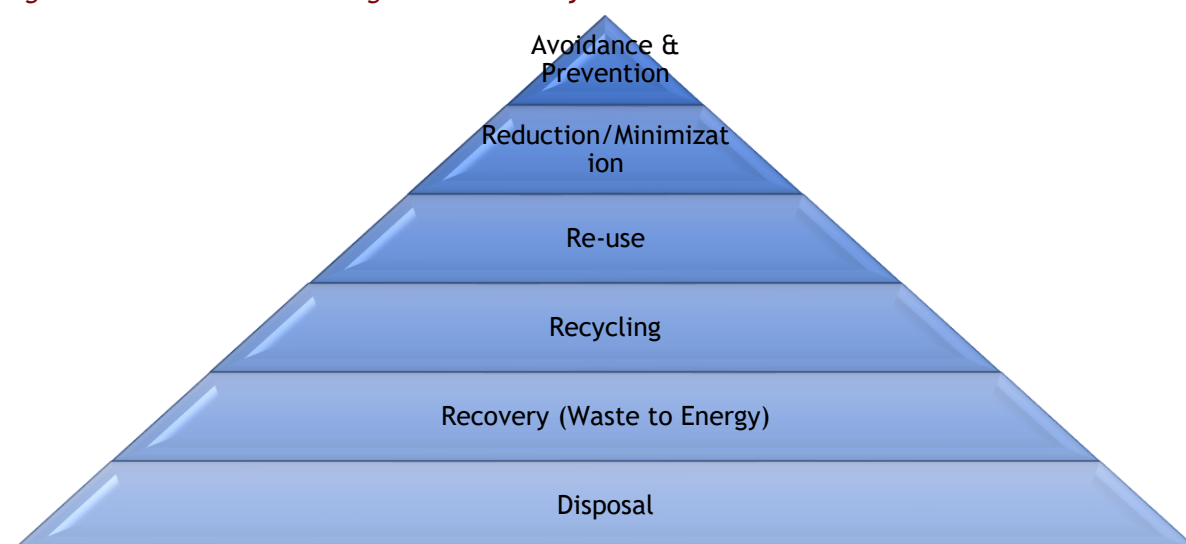 Avoidance &
Prevention
Reduction/Minimizat
ion
Re-use
Recycling
Recovery (Waste to Energy)
Disposal